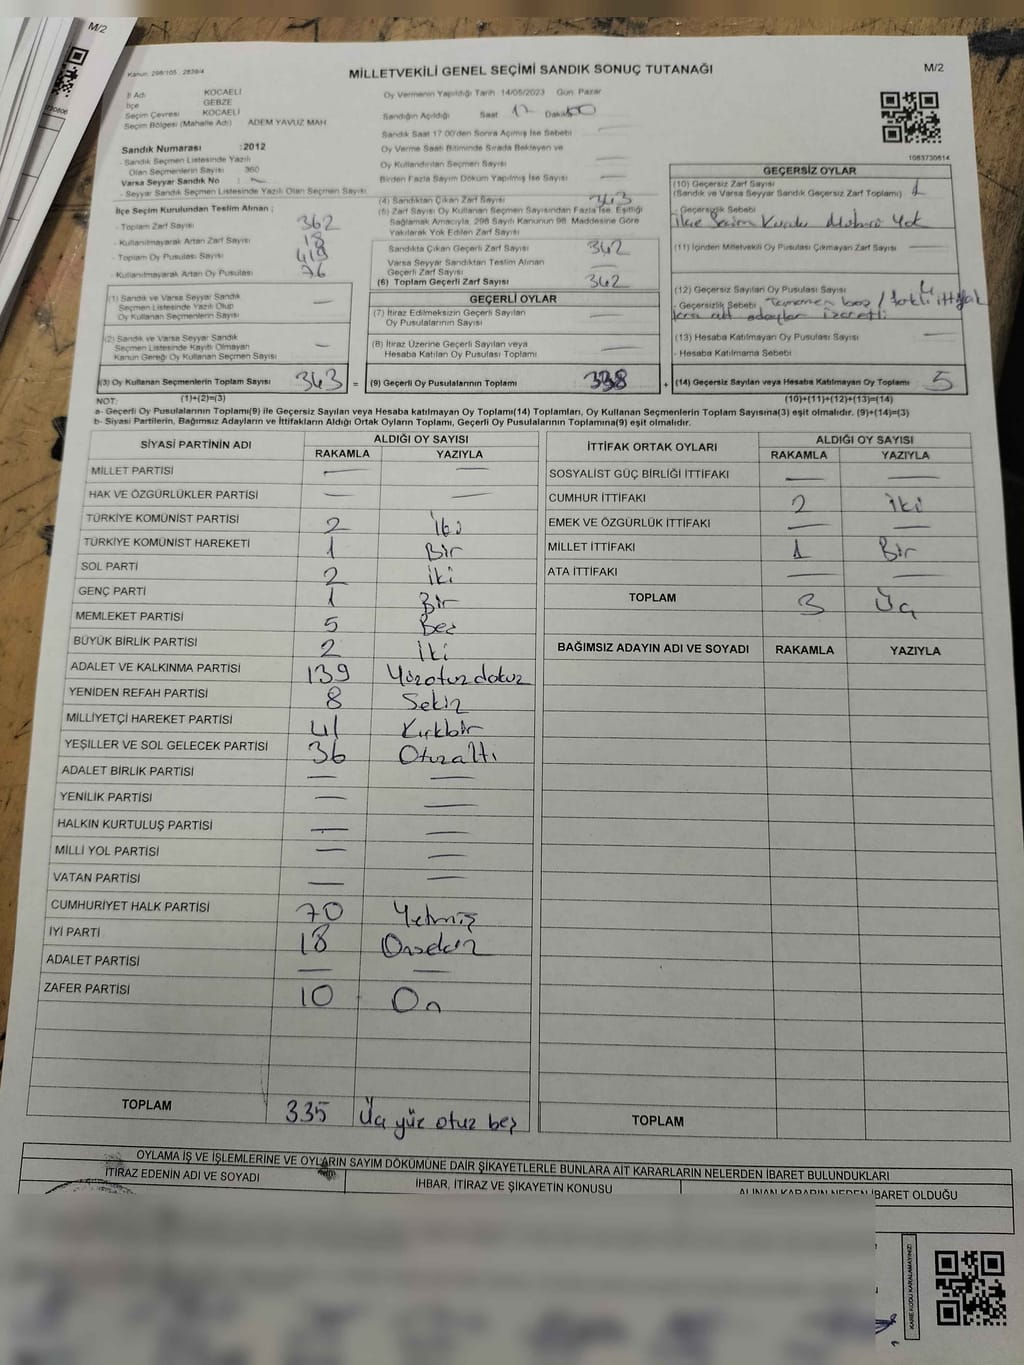 M/2
Kanun: 298/105 , 2839/4
MİLLETVEKİLİ GENEL SEÇİMİ SANDIK SONUÇ TUTANAĞI
M/2
İl Adı KOCAELİ
İlçe GEBZE
Seçim Çevresi KOCAELİ
Seçim Bölgesi (Mahalle Adı) ADEM YAVUZ MAH
Oy Vermenin Yapıldığı Tarih 14/05/2023 Gün Pazar
Sandığın Açıldığı Saat 17 Dakika 00
Sandık Saat 17:00'den Sonra Açımış İse Sebebi
Oy Verme Saati Bitiminde Sırada Bekleyen ve
Oy Kullandırılan Seçmen Sayısı
Birden Fazla Sayım Döküm Yapılmış İse Sayısı
1083730614
Sandık Numarası :2012
- Sandık Seçmen Listesinde Yazılı
Olan Seçmenlerin Sayısı : 360
Varsa Seyyar Sandık No :
- Seyyar Sandık Seçmen Listesinde Yazılı Olan Seçmen Sayısı
İlçe Seçim Kurulundan Teslim Alınan ;
- Toplam Zarf Sayısı 362
- Kullanılmayarak Artan Zarf Sayısı 18
- Toplam Oy Pusulası Sayısı 418
- Kullanılmayarak Artan Oy Pusulası 76
(4) Sandıktan Çıkan Zarf Sayısı 343
(5) Zarf Sayısı Oy Kullanan Seçmen Sayısından Fazla İse, Eşitliği
Sağlamak Amacıyla, 298 Sayılı Kanunun 98. Maddesine Göre
Yakılarak Yok Edilen Zarf Sayısı
Sandıkta Çıkan Geçerli Zarf Sayısı 342
Varsa Seyyar Sandıktan Teslim Alınan
Geçerli Zarf Sayısı
(6) Toplam Geçerli Zarf Sayısı 342
GEÇERSİZ OYLAR
(10) Geçersiz Zarf Sayısı
(Sandık ve Varsa Seyyar Sandık Geçersiz Zarf Toplamı) 1
- Geçersizlik Sebebi
İlçe Seçim Kurulu Mührü Yok
(11) İçinden Milletvekili Oy Pusulası Çıkmayan Zarf Sayısı
(12) Geçersiz Sayılan Oy Pusulası Sayısı 4
- Geçersizlik Sebebi Tamamen boş / farklı ittifak
adaylar işaretli
(13) Hesaba Katılmayan Oy Pusulası Sayısı
- Hesaba Katılmama Sebebi
(1) Sandık ve Varsa Seyyar Sandık
Seçmen Listesinde Yazılı Olup
Oy Kullanan Seçmenlerin Sayısı
(2) Sandık ve Varsa Seyyar Sandık
Seçmen Listesinde Kayıtlı Olmayan
Kanun Gereği Oy Kullanan Seçmen Sayısı
GEÇERLİ OYLAR
(7) İtiraz Edilmeksizin Geçerli Sayılan
Oy Pusulalarının Sayısı
(8) İtiraz Üzerine Geçerli Sayılan veya
Hesaba Katılan Oy Pusulası Toplamı
(3) Oy Kullanan Seçmenlerin Toplam Sayısı 343 = (9) Geçerli Oy Pusulalarının Toplamı 338 + (14) Geçersiz Sayılan veya Hesaba Katılmayan Oy Toplamı 5
NOT: (1)+(2)=(3) (10)+(11)+(12)+(13)=(14)
a- Geçerli Oy Pusulalarının Toplamı(9) ile Geçersiz Sayılan veya Hesaba katılmayan Oy Toplamı(14) Toplamları, Oy Kullanan Seçmenlerin Toplam Sayısına(3) eşit olmalıdır. (9)+(14)=(3)
b- Siyasi Partilerin, Bağımsız Adayların ve İttifakların Aldığı Ortak Oyların Toplamı, Geçerli Oy Pusulalarının Toplamına(9) eşit olmalıdır.
SİYASİ PARTİNİN ADI ALDIĞI OY SAYISI
RAKAMLA YAZIYLA
MİLLET PARTİSİ
HAK VE ÖZGÜRLÜKLER PARTİSİ
TÜRKİYE KOMÜNİST PARTİSİ 2 İki
TÜRKİYE KOMÜNİST HAREKETİ 1 Bir
SOL PARTİ 2 İki
GENÇ PARTİ 1 Bir
MEMLEKET PARTİSİ 5 Beş
BÜYÜK BİRLİK PARTİSİ 2 İki
ADALET VE KALKINMA PARTİSİ 139 Yüzotuzdokuz
YENİDEN REFAH PARTİSİ 8 Sekiz
MİLLİYETÇİ HAREKET PARTİSİ 41 Kırkbir
YEŞİLLER VE SOL GELECEK PARTİSİ 36 Otuzaltı
ADALET BİRLİK PARTİSİ
YENİLİK PARTİSİ
HALKIN KURTULUŞ PARTİSİ
MİLLİ YOL PARTİSİ
VATAN PARTİSİ
CUMHURİYET HALK PARTİSİ 70 Yetmiş
İYİ PARTİ 18 Onsekiz
ADALET PARTİSİ
ZAFER PARTİSİ 10 On
TOPLAM 335 Üç yüz otuz beş
İTTİFAK ORTAK OYLARI ALDIĞI OY SAYISI
RAKAMLA YAZIYLA
SOSYALİST GÜÇ BİRLİĞİ İTTİFAKI
CUMHUR İTTİFAKI 2 İki
EMEK VE ÖZGÜRLÜK İTTİFAKI
MİLLET İTTİFAKI 1 Bir
ATA İTTİFAKI
TOPLAM 3 Üç
BAĞIMSIZ ADAYIN ADI VE SOYADI RAKAMLA YAZIYLA
TOPLAM
OYLAMA İŞ VE İŞLEMLERİNE VE OYLARIN SAYIM DÖKÜMÜNE DAİR ŞİKAYETLERLE BUNLARA AİT KARARLARIN NELERDEN İBARET BULUNDUKLARI
İTİRAZ EDENİN ADI VE SOYADI İHBAR, İTİRAZ VE ŞİKAYETİN KONUSU ALINAN KARARIN NEDEN İBARET OLDUĞU
KARE KODU KARALAMAYINIZ!